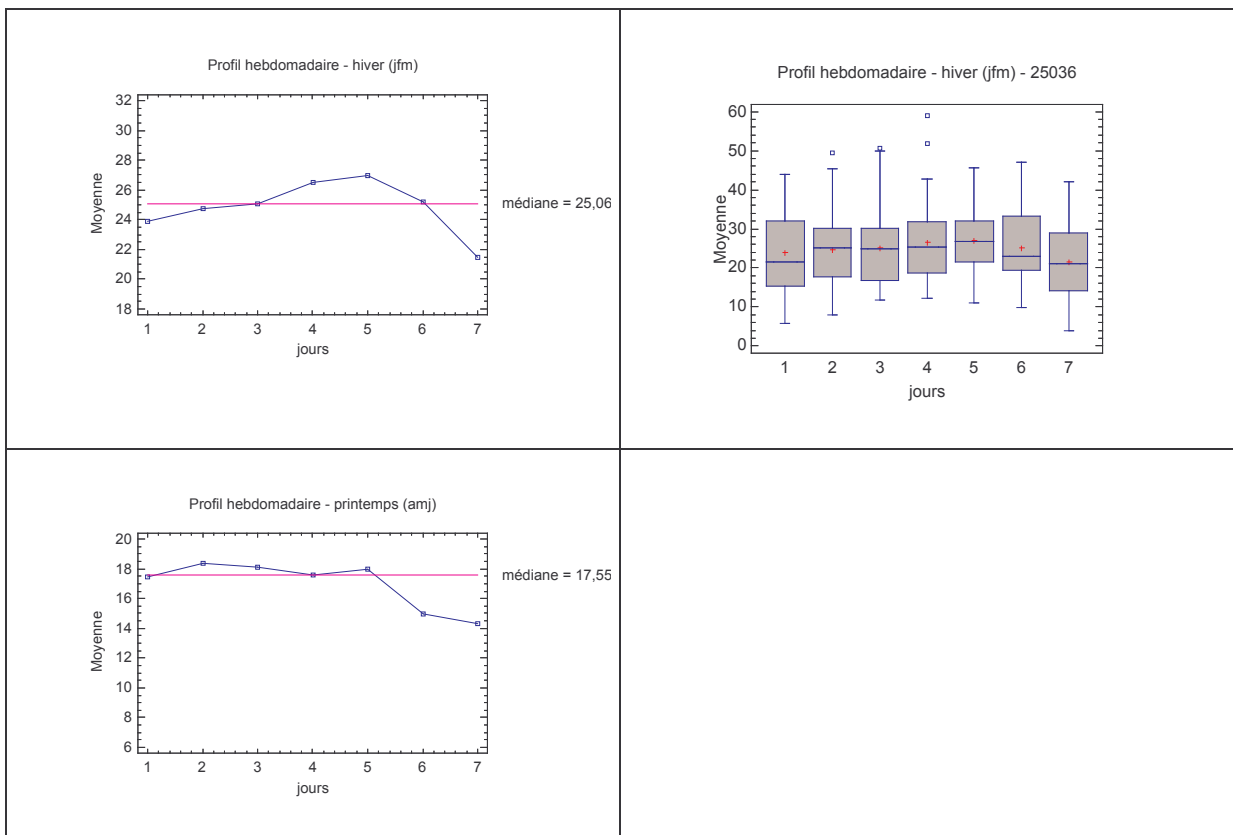 Profil hebdomadaire - hiver (jfm)
32
30
28
26
24
22
20
18
Moyenne
médiane = 25,06
1 2 3 4 5 6 7
jours
Profil hebdomadaire - hiver (jfm) - 25036
60
50
40
30
20
10
0
Moyenne
1 2 3 4 5 6 7
jours
Profil hebdomadaire - printemps (amj)
20
18
16
14
12
10
8
6
Moyenne
médiane = 17,55
1 2 3 4 5 6 7
jours